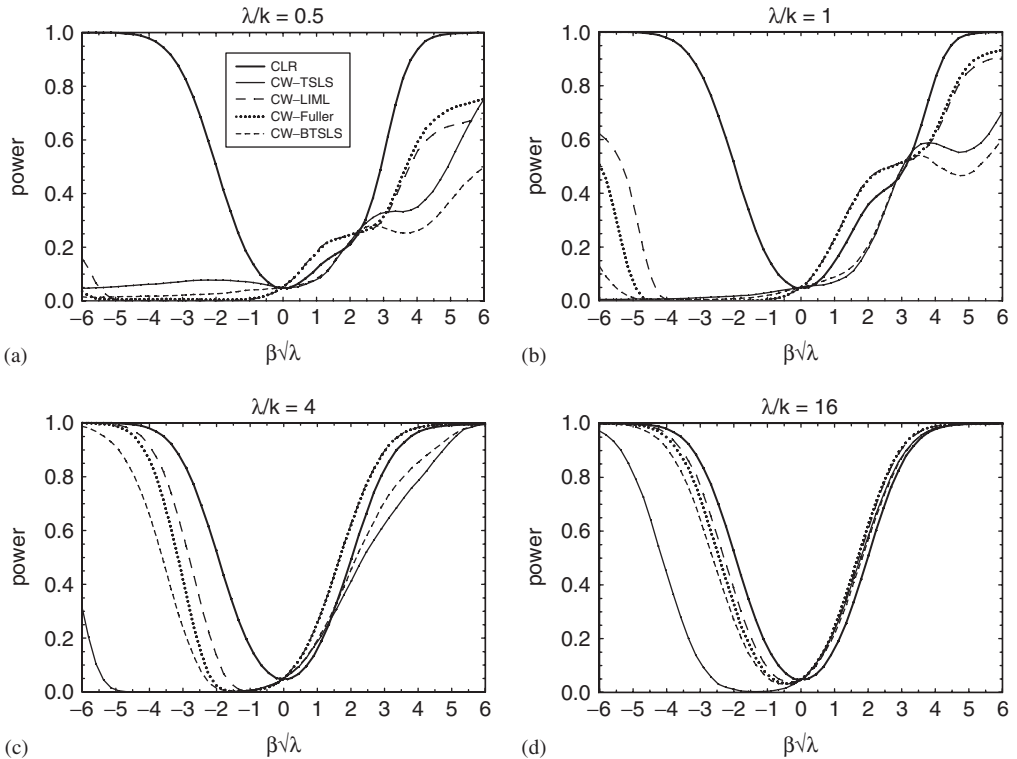 λ/k = 0.5
1.0
0.8
0.6
0.4
0.2
0.0
power
CLR
CW–TSLS
CW–LIML
CW–Fuller
CW–BTSLS
−6 −5 −4 −3 −2 −1 0 1 2 3 4 5 6
(a)
β√λ
λ/k = 1
1.0
0.8
0.6
0.4
0.2
0.0
power
−6 −5 −4 −3 −2 −1 0 1 2 3 4 5 6
(b)
β√λ
λ/k = 4
1.0
0.8
0.6
0.4
0.2
0.0
power
−6 −5 −4 −3 −2 −1 0 1 2 3 4 5 6
(c)
β√λ
λ/k = 16
1.0
0.8
0.6
0.4
0.2
0.0
power
−6 −5 −4 −3 −2 −1 0 1 2 3 4 5 6
(d)
β√λ